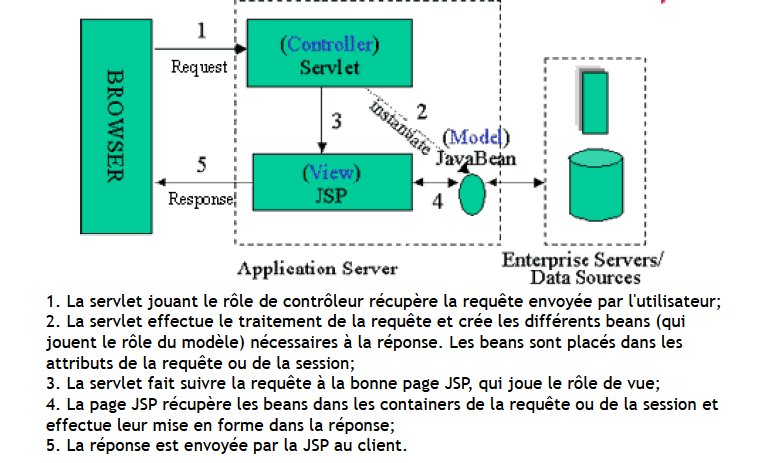 1
(Controller)
Servlet
Request
BROWSER
2
instantiate
3
(Model)
JavaBean
5
(View)
JSP
Response
4
Application Server
Enterprise Servers/
Data Sources
1. La servlet jouant le rôle de contrôleur récupère la requête envoyée par l'utilisateur;
2. La servlet effectue le traitement de la requête et crée les différents beans (qui
jouent le rôle du modèle) nécessaires à la réponse. Les beans sont placés dans les
attributs de la requête ou de la session;
3. La servlet fait suivre la requête à la bonne page JSP, qui joue le rôle de vue;
4. La page JSP récupère les beans dans les containers de la requête ou de la session et
effectue leur mise en forme dans la réponse;
5. La réponse est envoyée par la JSP au client.